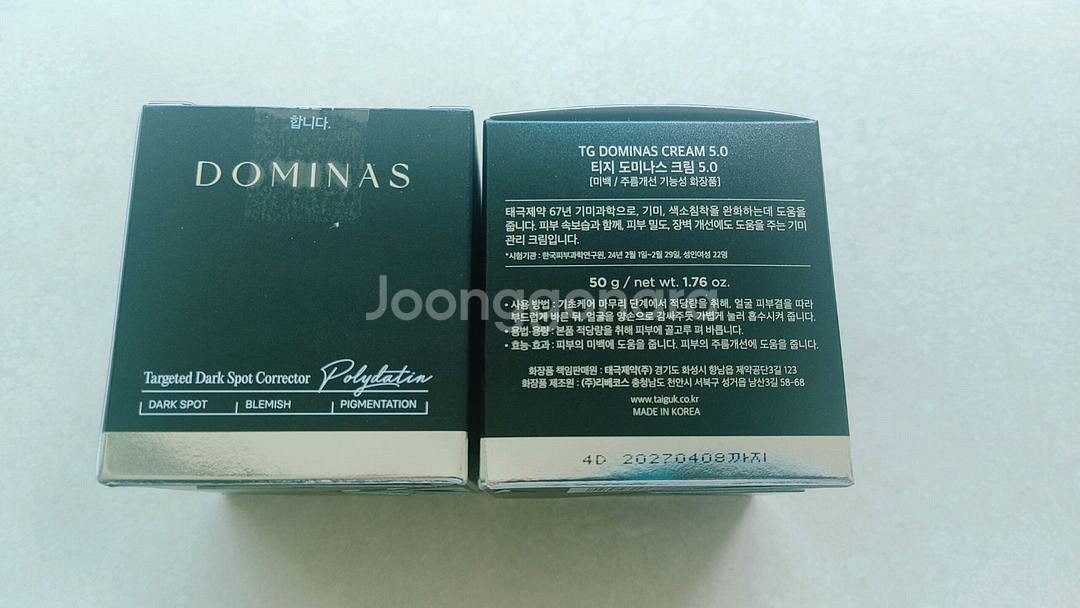 합니다.
DOMINAS
Targeted Dark Spot Corrector Polydatin
DARK SPOT BLEMISH PIGMENTATION
TG DOMINAS CREAM 5.0
티지 도미나스 크림 5.0
[미백 / 주름개선 기능성 화장품]
태극제약 67년 기미과학으로, 기미, 색소침착을 완화하는데 도움을
줍니다. 피부 속보습과 함께, 피부 밀도, 장벽 개선에도 도움을 주는 기미
관리 크림입니다.
*시험기관 : 한국피부과학연구원, 24년 2월 1일~2월 29일, 성인여성 22명
50 g / net wt. 1.76 oz.
• 사용 방법 : 기초케어 마무리 단계에서 적당량을 취해, 얼굴 피부결을 따라
부드럽게 바른 뒤, 얼굴을 양손으로 감싸주듯 가볍게 눌러 흡수시켜 줍니다.
• 용법·용량 : 본품 적당량을 취해 피부에 골고루 펴 바릅니다.
• 효능·효과 : 피부의 미백에 도움을 줍니다. 피부의 주름개선에 도움을 줍니다.
화장품 책임판매원 : 태극제약(주) 경기도 화성시 향남읍 제약공단3길 123
화장품 제조원 : (주)리베코스 충청남도 천안시 서북구 성거읍 남산3길 58-68
www.taiguk.co.kr
MADE IN KOREA
4D 20270408까지
Joonggonara